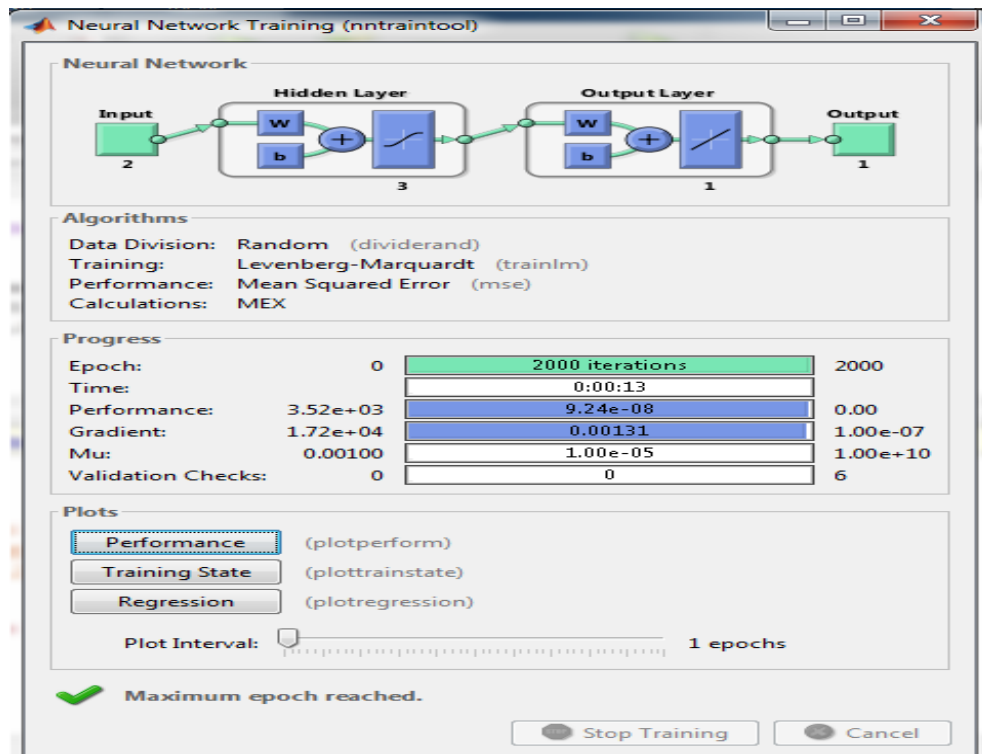 Neural Network Training (nntraintool)
Neural Network
Hidden Layer
Output Layer
Input
Output
W
b
W
b
2
3
1
1
Algorithms
Data Division: Random (dividerand)
Training: Levenberg-Marquardt (trainlm)
Performance: Mean Squared Error (mse)
Calculations: MEX
Progress
Epoch: 0 2000 iterations 2000
Time: 0:00:13
Performance: 3.52e+03 9.24e-08 0.00
Gradient: 1.72e+04 0.00131 1.00e-07
Mu: 0.00100 1.00e-05 1.00e+10
Validation Checks: 0 0 6
Plots
Performance (plotperform)
Training State (plottrainstate)
Regression (plotregression)
Plot Interval: 1 epochs
Maximum epoch reached.
Stop Training Cancel